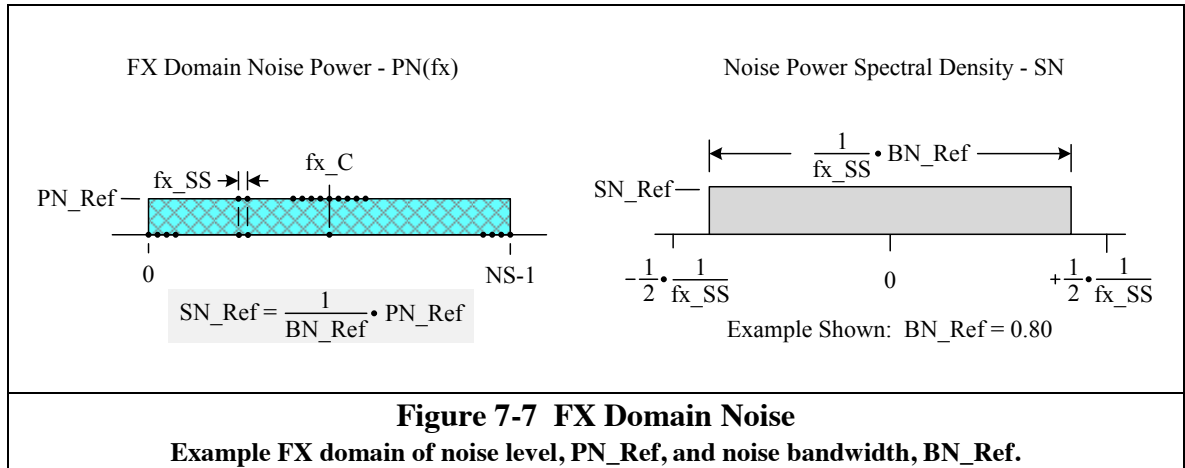 FX Domain Noise Power - PN(fx)
Noise Power Spectral Density - SN
fx_C
fx_SS
PN_Ref
0
NS-1
SN_Ref = 1/BN_Ref • PN_Ref
1/fx_SS • BN_Ref
SN_Ref
-1/2 • 1/fx_SS
0
+1/2 • 1/fx_SS
Example Shown: BN_Ref = 0.80
Figure 7-7 FX Domain Noise
Example FX domain of noise level, PN_Ref, and noise bandwidth, BN_Ref.